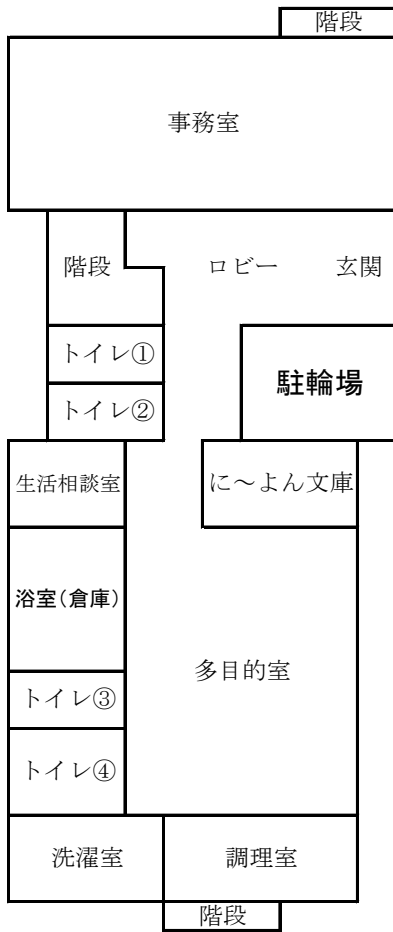 階段
事務室
階段
ロビー
玄関
トイレ①
駐輪場
トイレ②
生活相談室
に～よん文庫
浴室(倉庫)
多目的室
トイレ③
トイレ④
洗濯室
調理室
階段